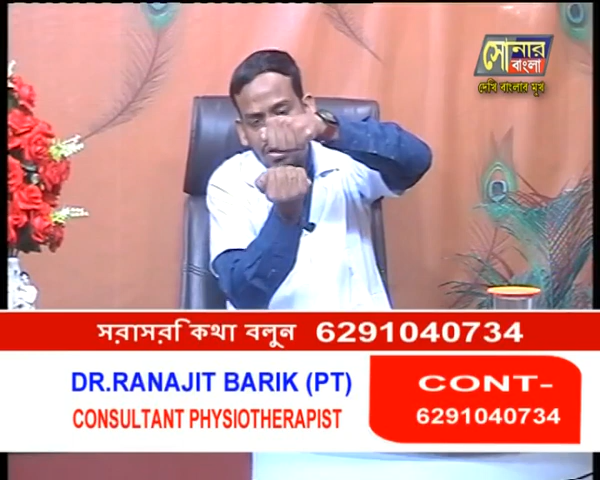 সোনার
বাংলা
দেখি বাংলার মুখ
সরাসরি কথা বলুন 6291040734
DR.RANAJIT BARIK (PT)
CONSULTANT PHYSIOTHERAPIST
CONT-
6291040734